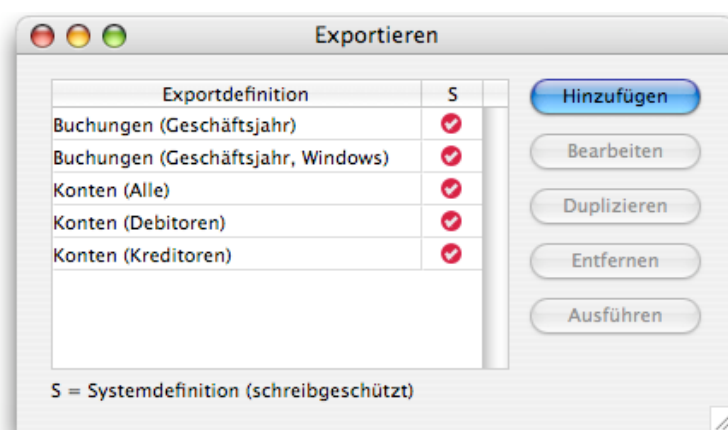 Exportieren
Exportdefinition S
Buchungen (Geschäftsjahr)
Buchungen (Geschäftsjahr, Windows)
Konten (Alle)
Konten (Debitoren)
Konten (Kreditoren)
S = Systemdefinition (schreibgeschützt)
Hinzufügen
Bearbeiten
Duplizieren
Entfernen
Ausführen